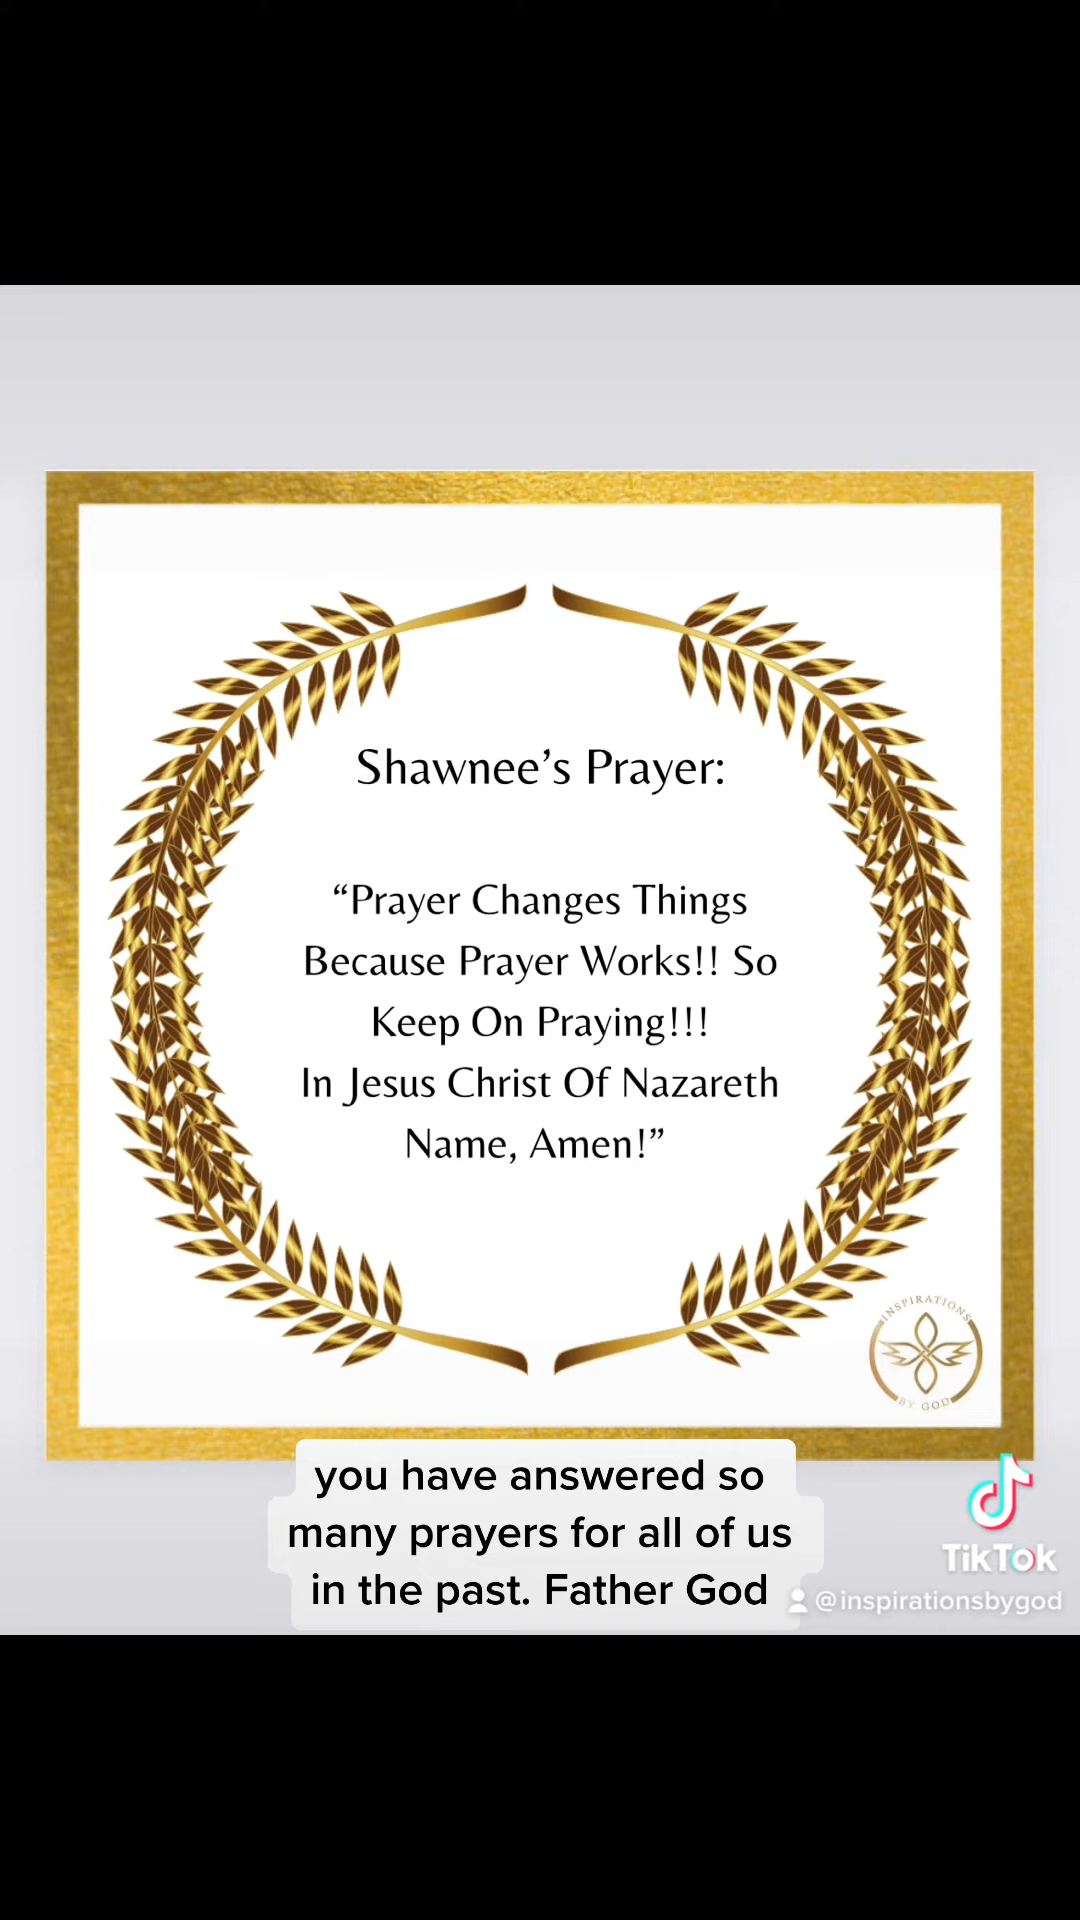 Shawnee’s Prayer:
“Prayer Changes Things
Because Prayer Works!! So
Keep On Praying!!!
In Jesus Christ Of Nazareth
Name, Amen!”
INSPIRATIONS
BY GOD
you have answered so
many prayers for all of us
in the past. Father God
TikTok
@inspirationsbygod